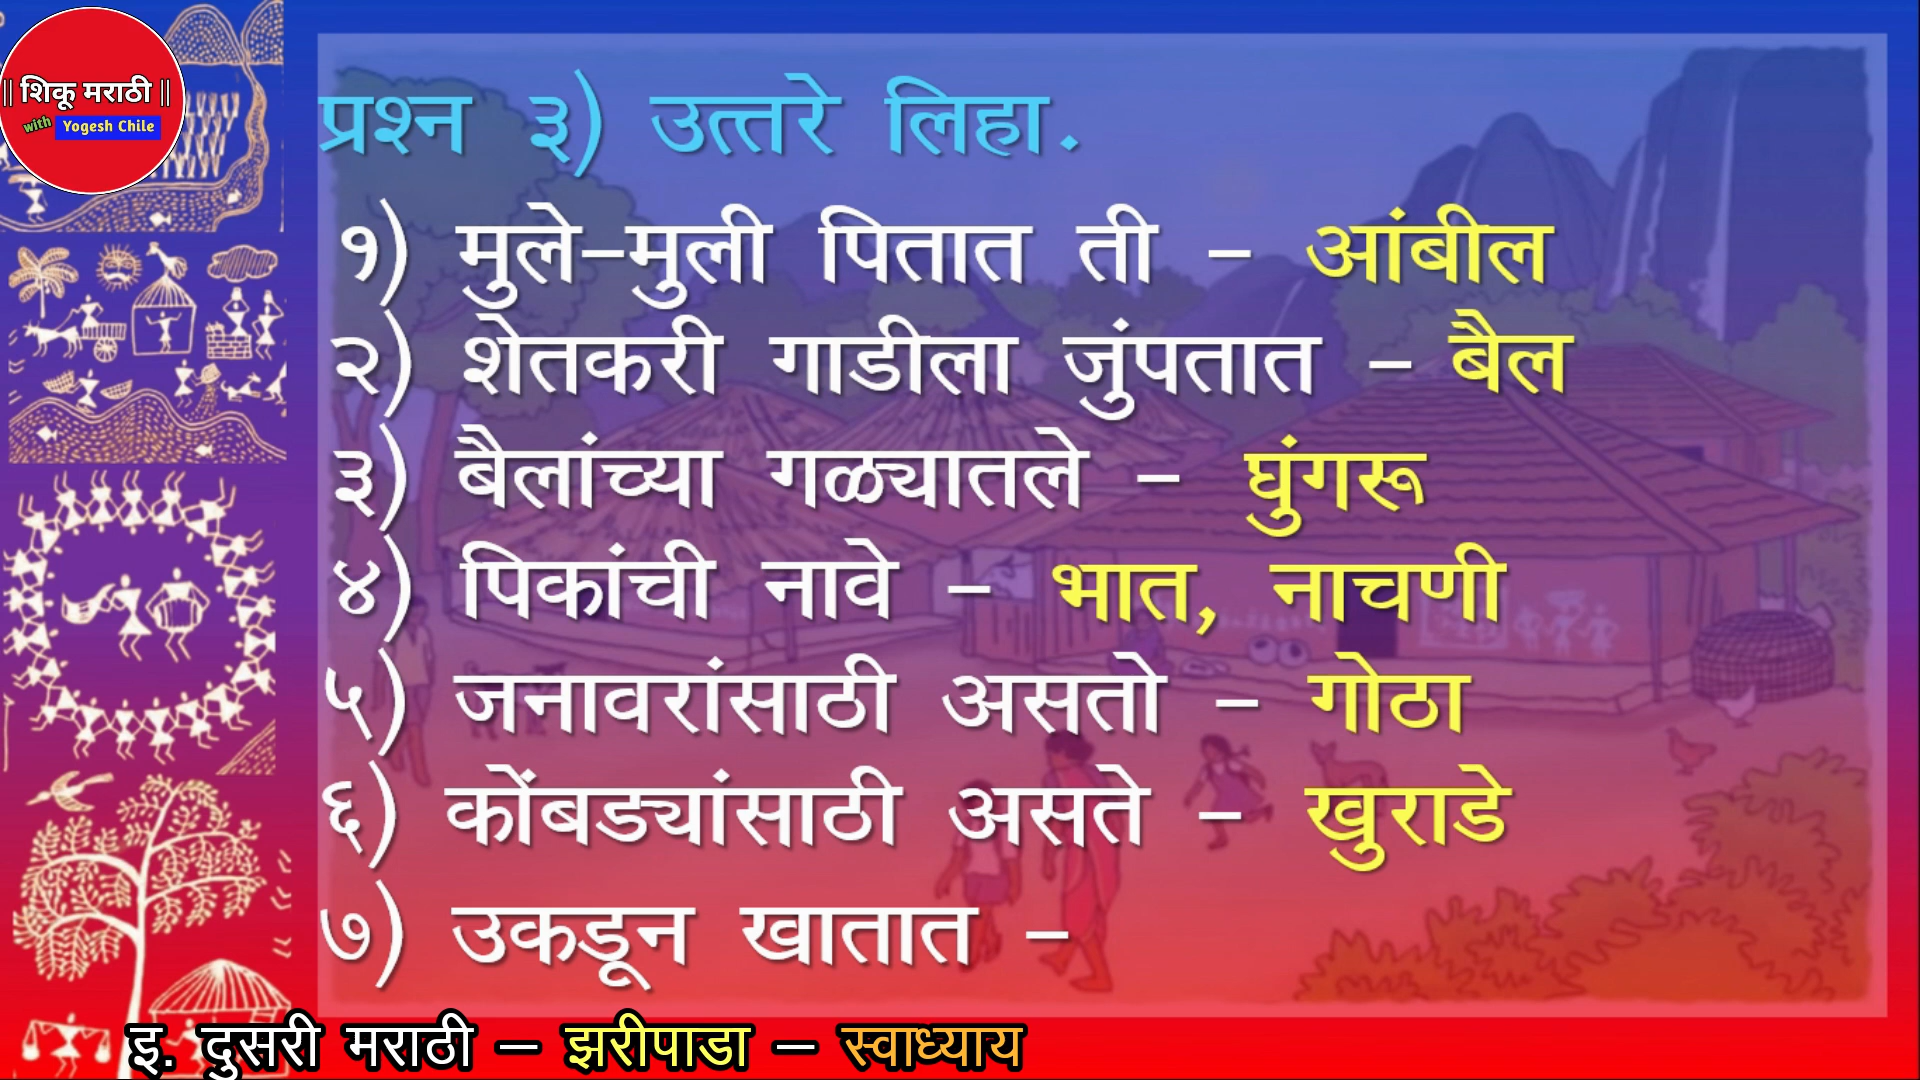 || शिकू मराठी ||
with Yogesh Chile
प्रश्न ३) उत्तरे लिहा.
१) मुले-मुली पितात ती - आंबील
२) शेतकरी गाडीला जुंपतात - बैल
३) बैलांच्या गळ्यातले - घुंगरू
४) पिकांची नावे - भात, नाचणी
५) जनावरांसाठी असतो - गोठा
६) कोंबड्यांसाठी असते - खुराडे
७) उकडून खातात -
इ. दुसरी मराठी – झरीपाडा – स्वाध्याय